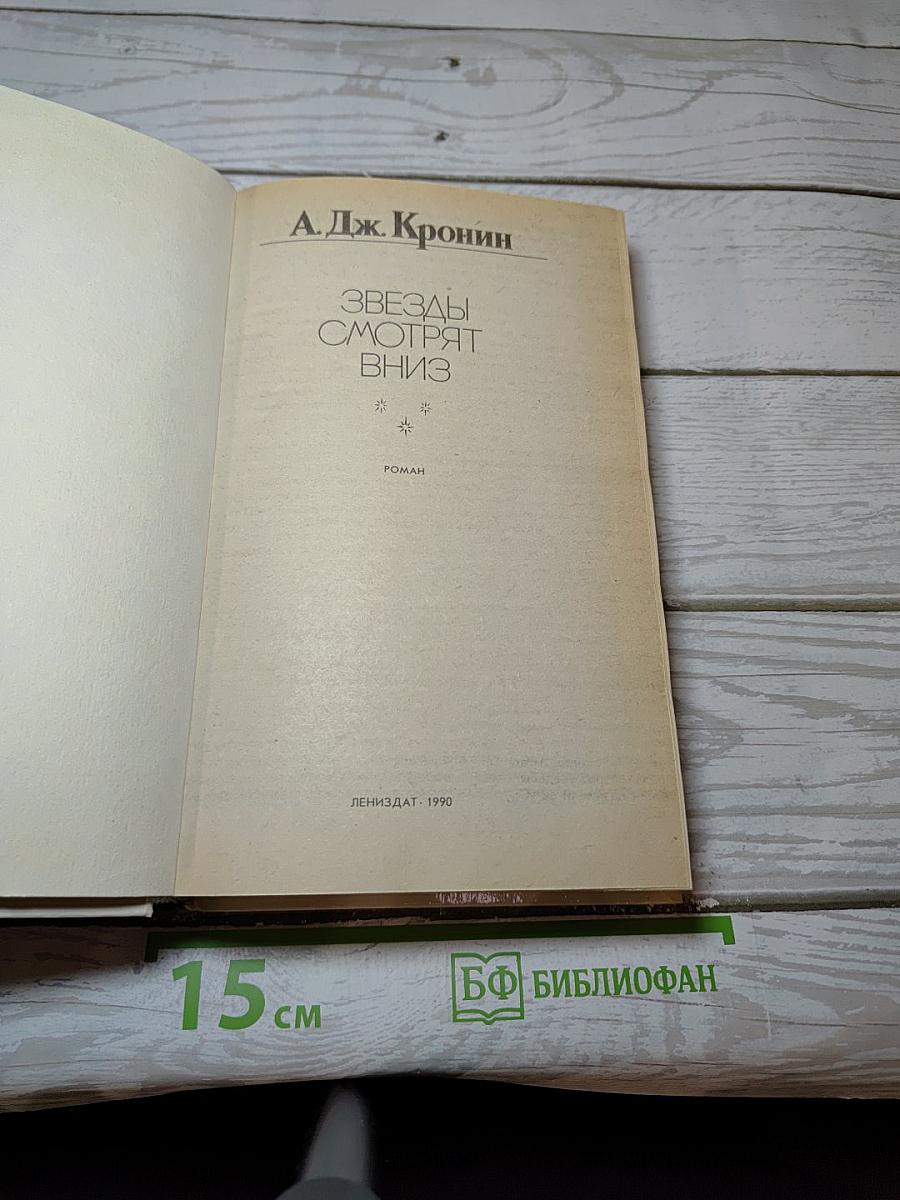 А. Дж. Кронин
ЗВЕЗДЫ
СМОТРЯТ
ВНИЗ
РОМАН
ЛЕНИЗДАТ · 1990
15 см
БФ БИБЛИОФАН